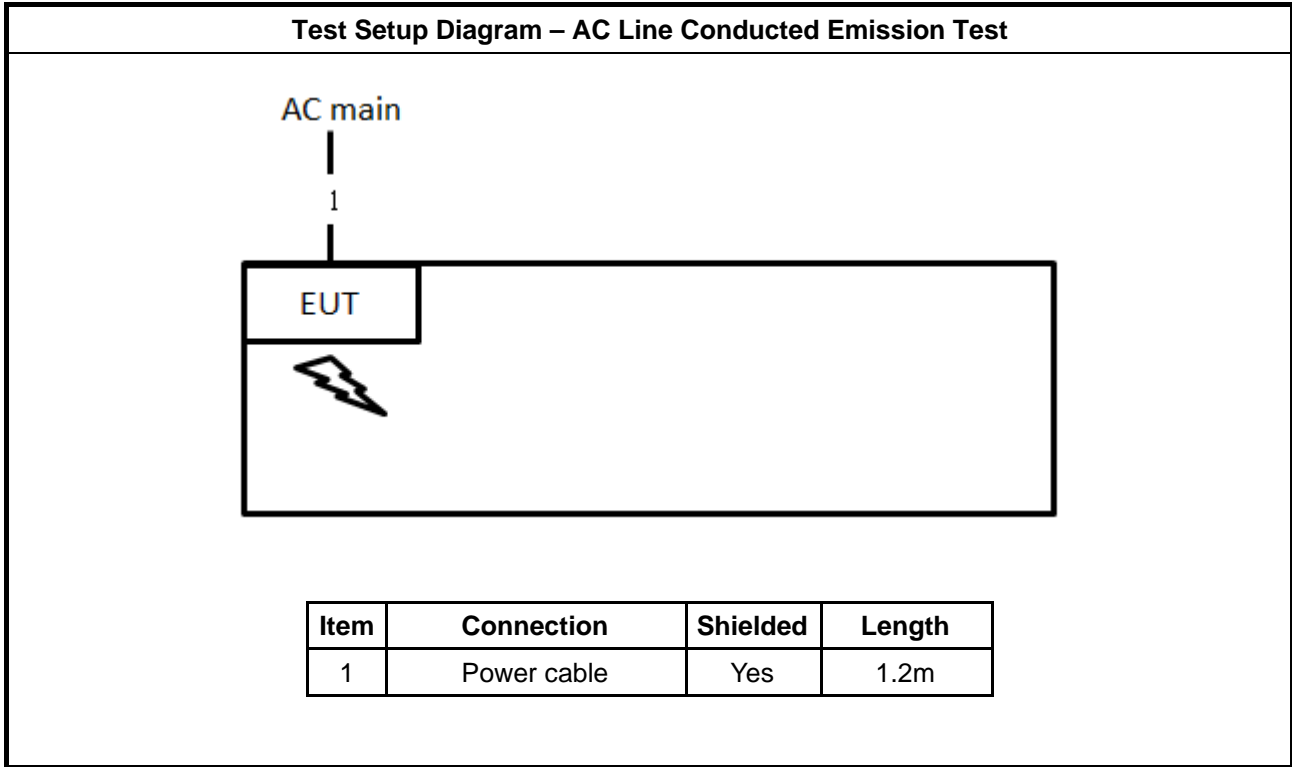 Test Setup Diagram – AC Line Conducted Emission Test
AC main
1
EUT
Item Connection Shielded Length
1 Power cable Yes 1.2m